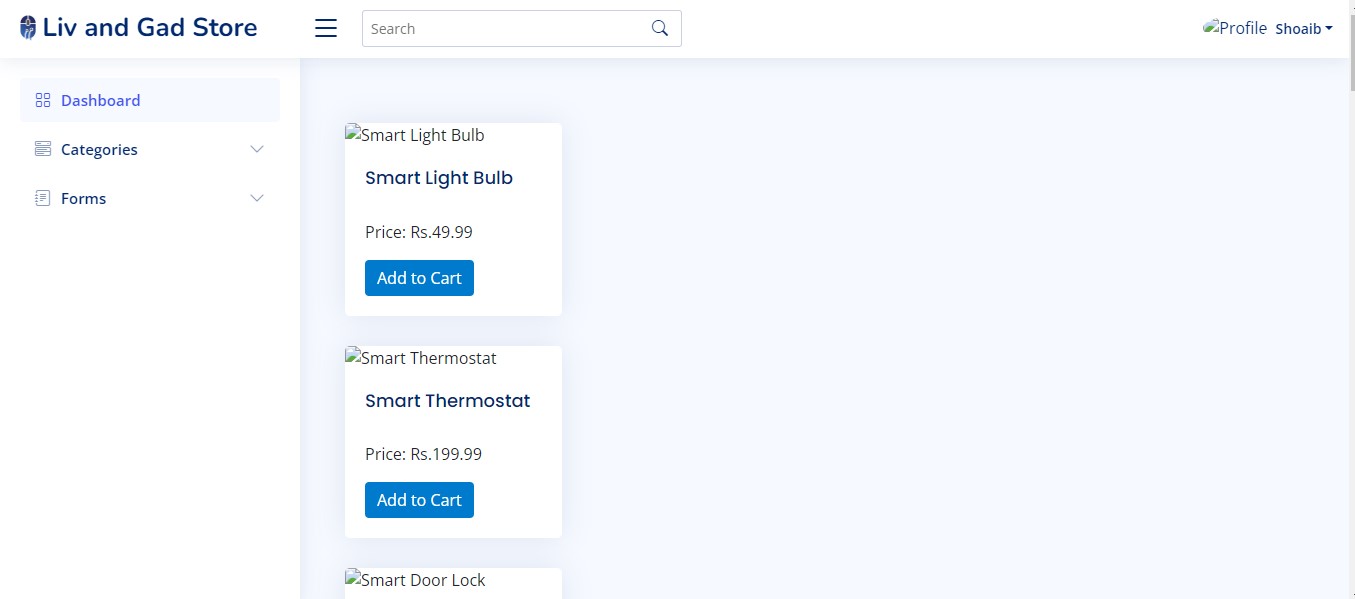 Liv and Gad Store
Search
Profile Shoaib
Dashboard
Categories
Forms
Smart Light Bulb
Smart Light Bulb
Price: Rs.49.99
Add to Cart
Smart Thermostat
Smart Thermostat
Price: Rs.199.99
Add to Cart
Smart Door Lock